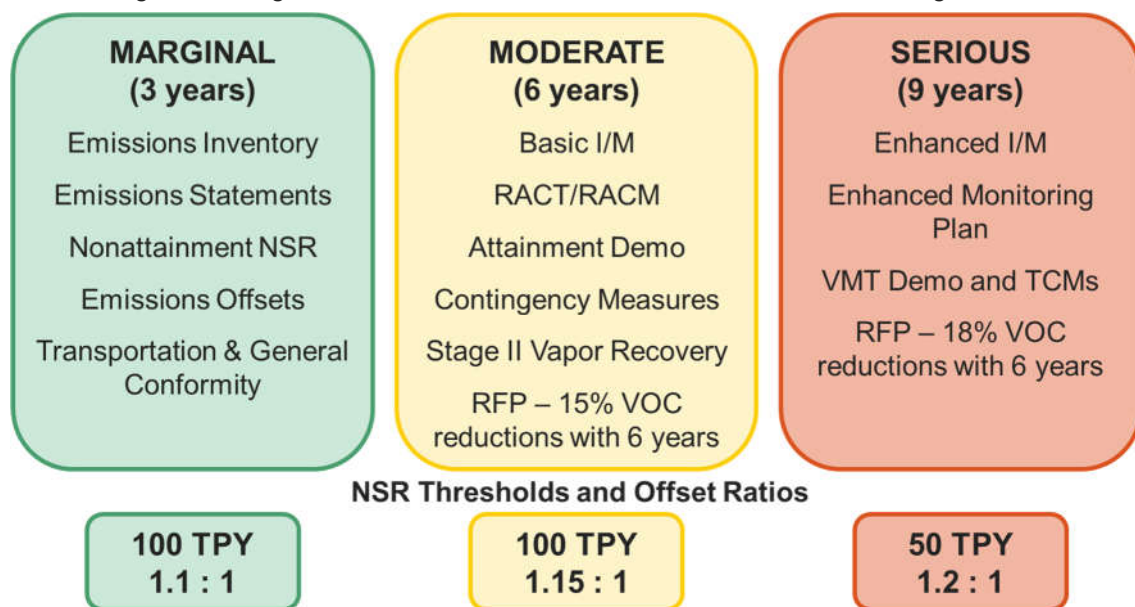 MARGINAL
(3 years)
Emissions Inventory
Emissions Statements
Nonattainment NSR
Emissions Offsets
Transportation & General
Conformity
MODERATE
(6 years)
Basic I/M
RACT/RACM
Attainment Demo
Contingency Measures
Stage II Vapor Recovery
RFP – 15% VOC
reductions with 6 years
SERIOUS
(9 years)
Enhanced I/M
Enhanced Monitoring
Plan
VMT Demo and TCMs
RFP – 18% VOC
reductions with 6 years
NSR Thresholds and Offset Ratios
100 TPY
1.1 : 1
100 TPY
1.15 : 1
50 TPY
1.2 : 1